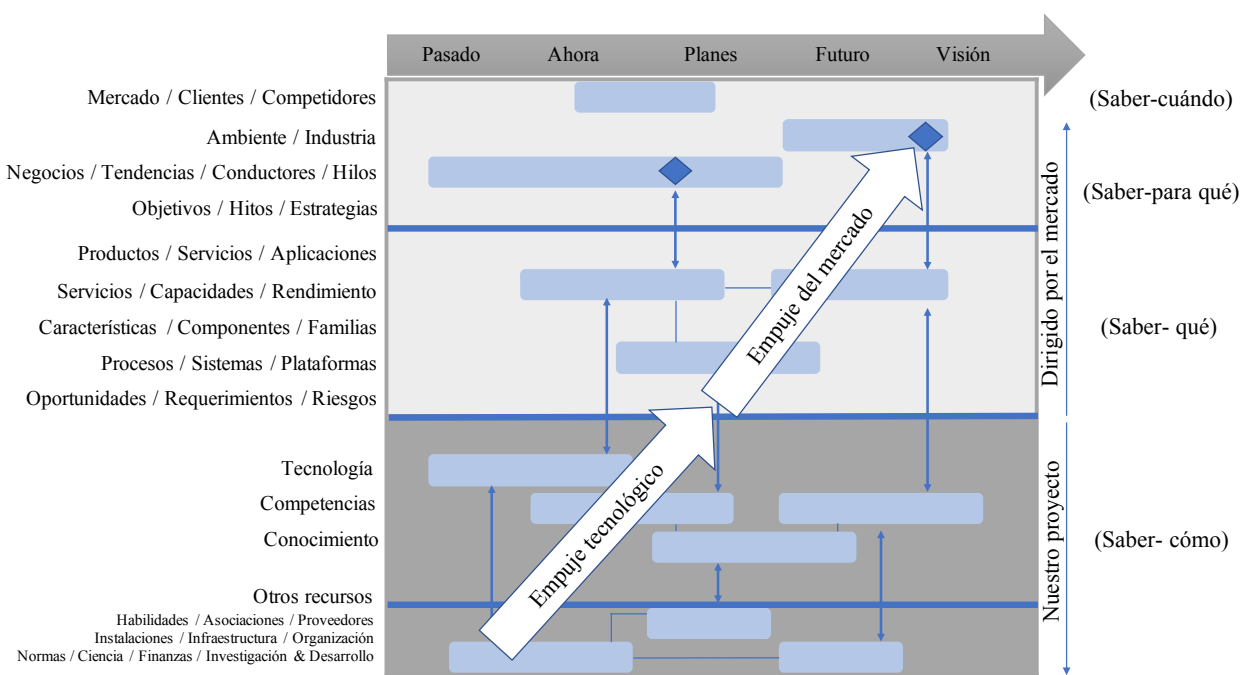 Pasado Ahora Planes Futuro Visión
Mercado / Clientes / Competidores
(Saber-cuándo)
Ambiente / Industria
Negocios / Tendencias / Conductores / Hilos
(Saber-para qué)
Objetivos / Hitos / Estrategias
Productos / Servicios / Aplicaciones
Servicios / Capacidades / Rendimiento
Características / Componentes / Familias
(Saber- qué)
Procesos / Sistemas / Plataformas
Oportunidades / Requerimientos / Riesgos
Empuje del mercado
Dirigido por el mercado
Tecnología
Competencias
Conocimiento
(Saber- cómo)
Otros recursos
Habilidades / Asociaciones / Proveedores
Instalaciones / Infraestructura / Organización
Normas / Ciencia / Finanzas / Investigación & Desarrollo
Empuje tecnológico
Nuestro proyecto